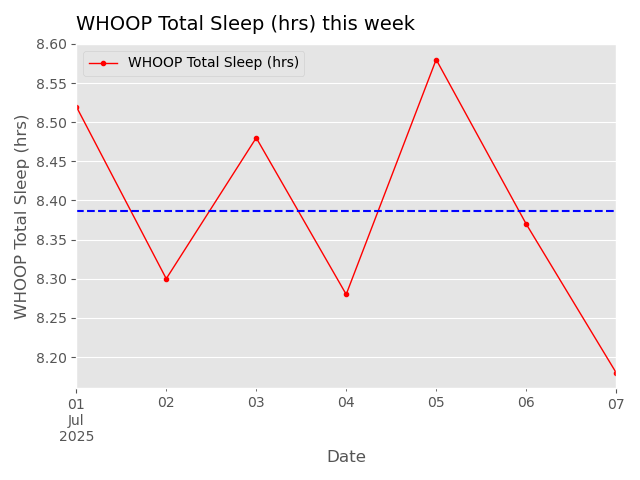 WHOOP Total Sleep (hrs) this week
WHOOP Total Sleep (hrs)
WHOOP Total Sleep (hrs)
8.60
8.55
8.50
8.45
8.40
8.35
8.30
8.25
8.20
01 02 03 04 05 06 07
Jul
2025
Date